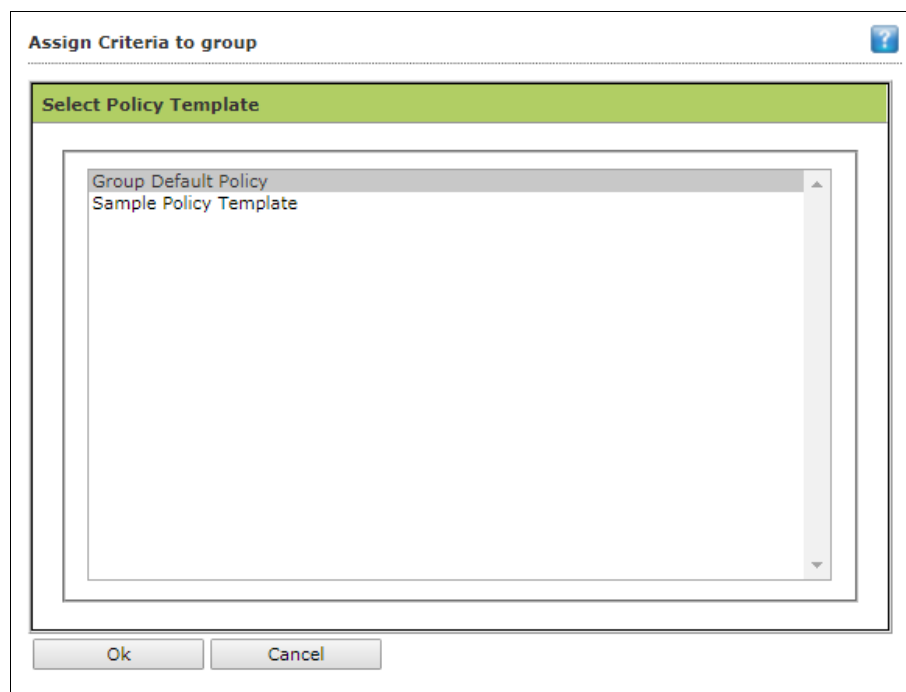 Assign Criteria to group
?
Select Policy Template
Group Default Policy
Sample Policy Template
Ok
Cancel